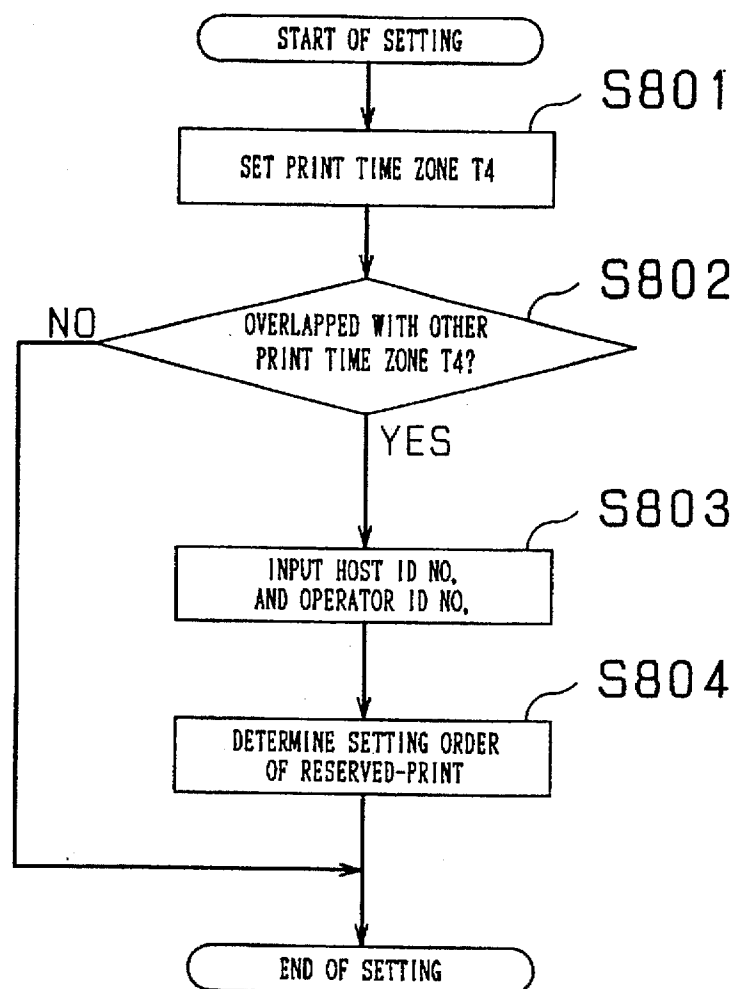 START OF SETTING
S801
SET PRINT TIME ZONE T4
S802
NO
OVERLAPPED WITH OTHER
PRINT TIME ZONE T4?
YES
S803
INPUT HOST ID NO.
AND OPERATOR ID NO.
S804
DETERMINE SETTING ORDER
OF RESERVED-PRINT
END OF SETTING